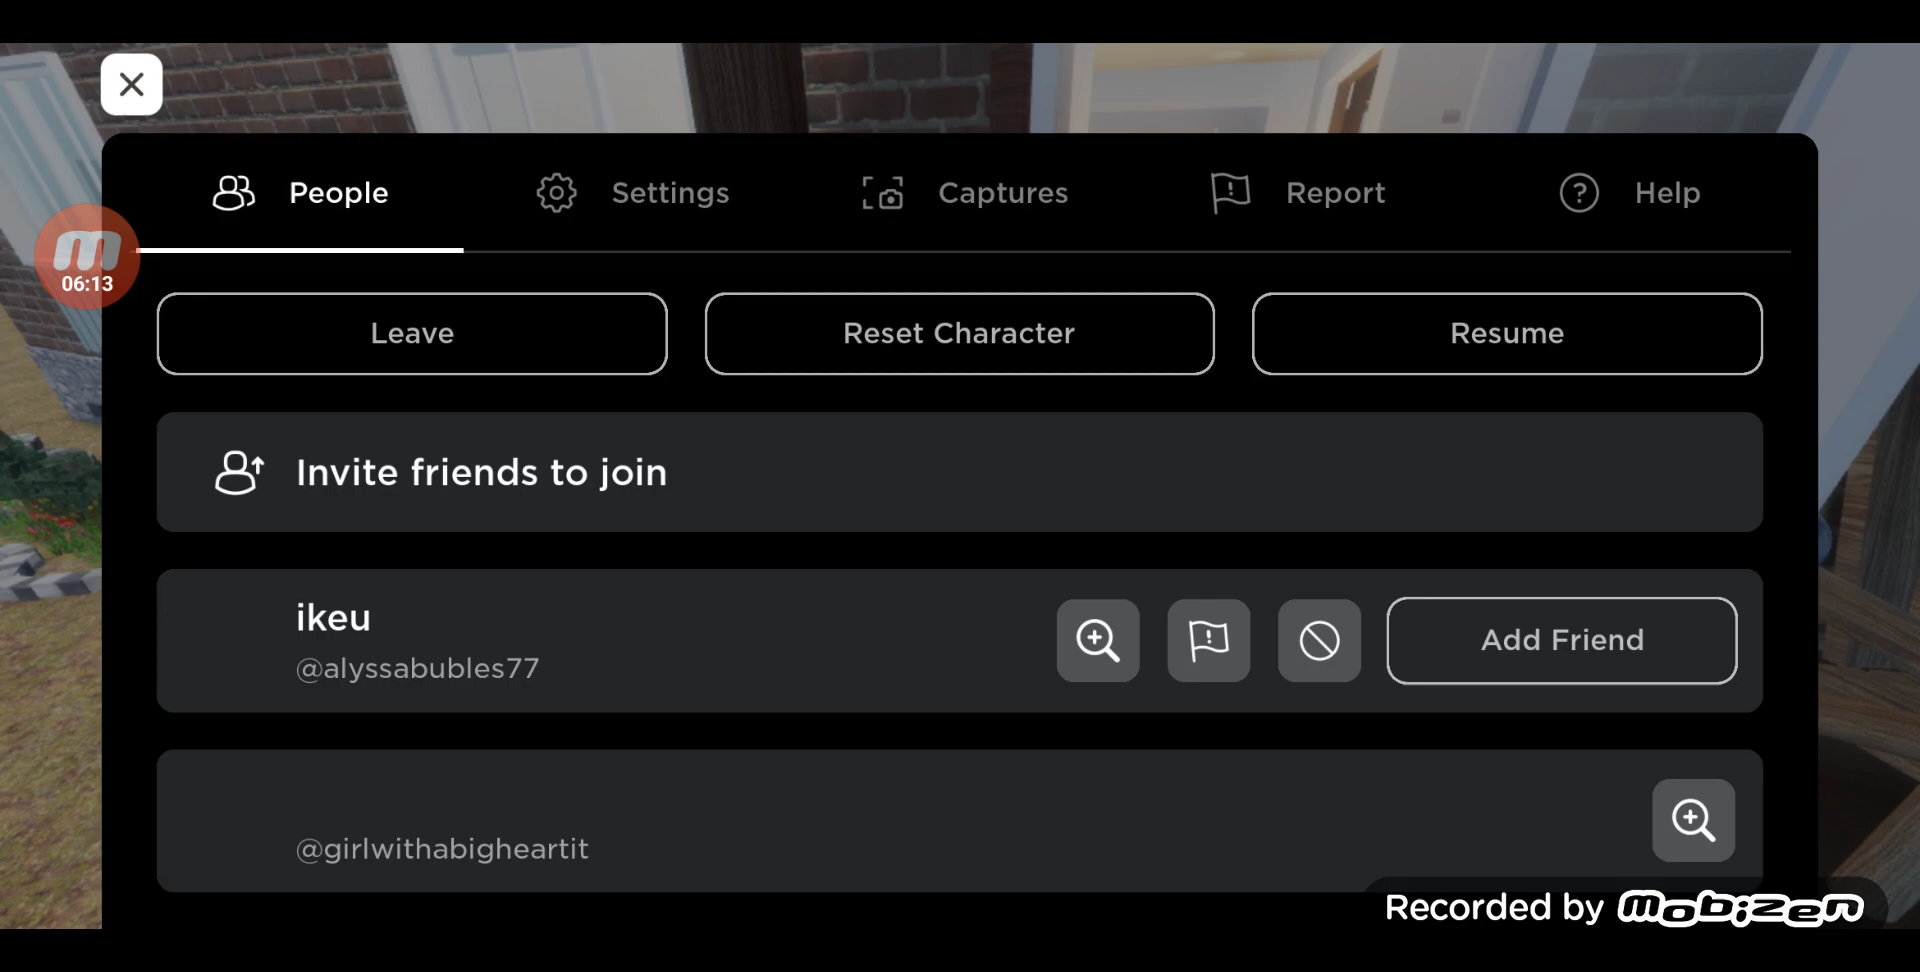 People
Settings
Captures
Report
Help
06:13
Leave
Reset Character
Resume
Invite friends to join
ikeu
@alyssabubles77
Add Friend
@girlwithabigheartit
Recorded by mobizen